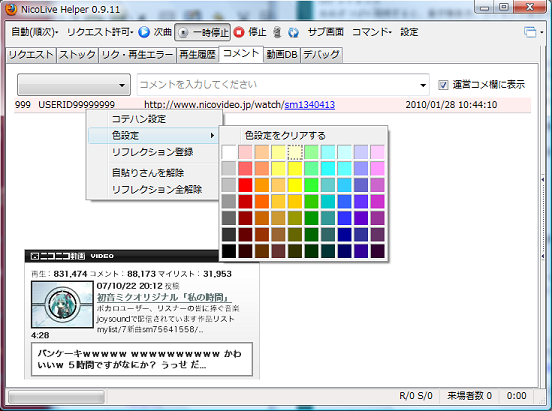 NicoLive Helper 0.9.11
自動(順次) リクエスト許可 次曲 一時停止 停止 サブ画面 コマンド 設定
リクエスト ストック リク・再生エラー 再生履歴 コメント 動画DB デバッグ
コメントを入力してください 運営コメ欄に表示
999 USERID99999999 http://www.nicovideo.jp/watch/sm1340413 2010/01/28 10:44:10
コテハン設定
色設定 色設定をクリアする
リフレクション登録
自貼りさんを解除
リフレクション全解除
ニコニコ動画 VIDEO
再生：831,474 コメント：88,173 マイリスト：31,953
07/10/22 20:12 投稿
初音ミクオリジナル「私の時間」
ボカロユーザー、リスナーの皆に捧ぐ音楽
joysoundで配信されています作品リスト
mylist/7新曲sm75641558/...
4:28
パンケーキwwwww wwwwwwwwww かわ
いいw 5時間ですがなにか？ うっせ だ...
R/0 S/0 来場者数 0 0:00